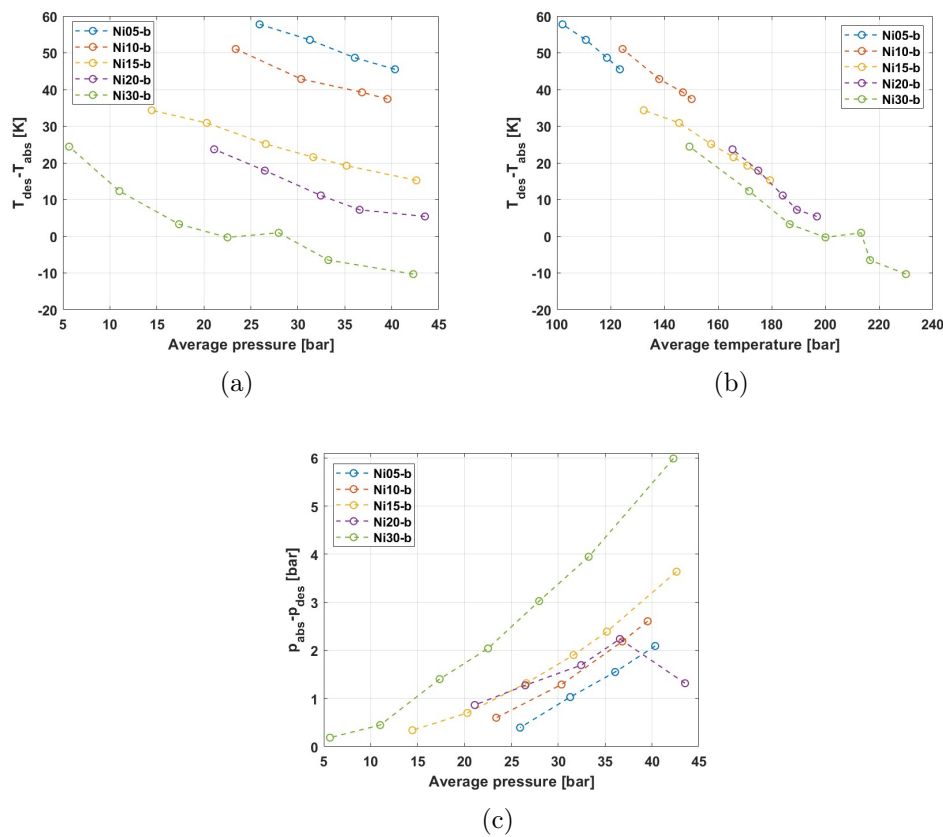 60
50
40
30
20
10
0
-10
-20
T_des-T_abs [K]
Ni05-b
Ni10-b
Ni15-b
Ni20-b
Ni30-b
5 10 15 20 25 30 35 40 45
Average pressure [bar]
(a)
60
50
40
30
20
10
0
-10
-20
T_des-T_abs [K]
Ni05-b
Ni10-b
Ni15-b
Ni20-b
Ni30-b
100 120 140 160 180 200 220 240
Average temperature [bar]
(b)
6
5
4
3
2
1
0
p_abs-p_des [bar]
Ni05-b
Ni10-b
Ni15-b
Ni20-b
Ni30-b
5 10 15 20 25 30 35 40 45
Average pressure [bar]
(c)